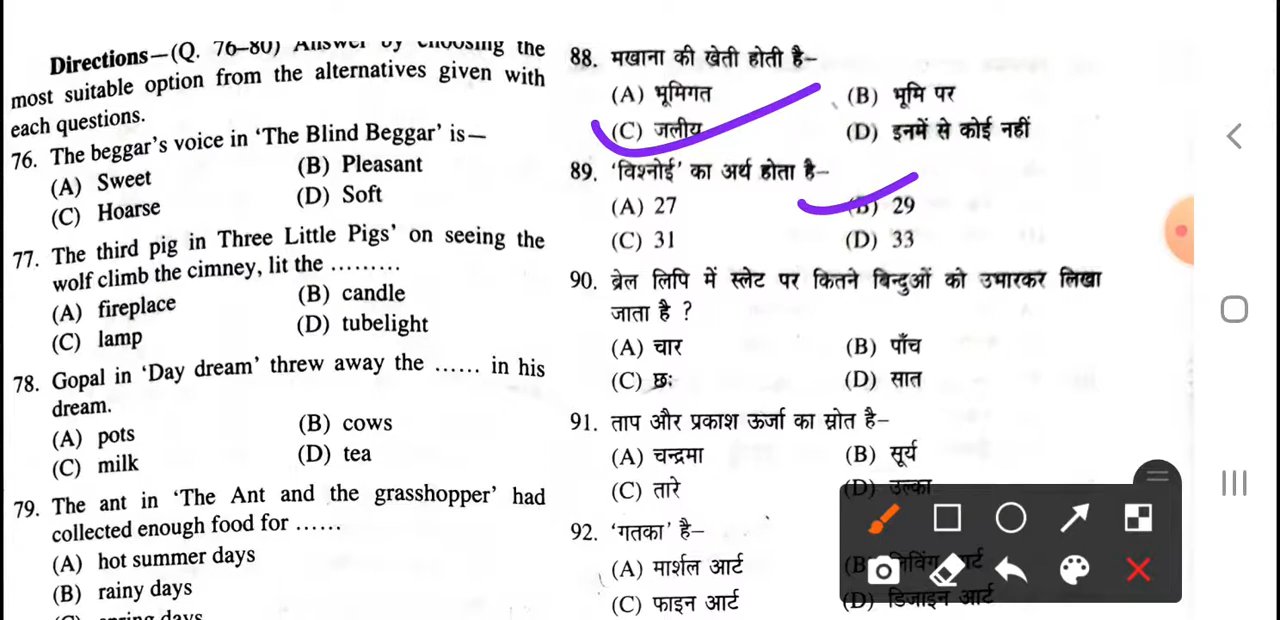 Directions—(Q. 76–80) Answer by choosing the
most suitable option from the alternatives given with
each questions.
76. The beggar's voice in 'The Blind Beggar' is—
(A) Sweet
(B) Pleasant
(C) Hoarse
(D) Soft
77. The third pig in Three Little Pigs' on seeing the
wolf climb the cimney, lit the .........
(A) fireplace
(B) candle
(C) lamp
(D) tubelight
78. Gopal in 'Day dream' threw away the ...... in his
dream.
(A) pots
(B) cows
(C) milk
(D) tea
79. The ant in 'The Ant and the grasshopper' had
collected enough food for ......
(A) hot summer days
(B) rainy days
88. मखाना की खेती होती है–
(A) भूमिगत
(B) भूमि पर
(C) जलीय
(D) इनमें से कोई नहीं
89. 'विश्नोई' का अर्थ होता है–
(A) 27
(B) 29
(C) 31
(D) 33
90. ब्रेल लिपि में स्लेट पर कितने बिन्दुओं को उभारकर लिखा
जाता है ?
(A) चार
(B) पाँच
(C) छः
(D) सात
91. ताप और प्रकाश ऊर्जा का स्रोत है–
(A) चन्द्रमा
(B) सूर्य
(C) तारे
(D) उल्का
92. 'गतका' है–
(A) मार्शल आर्ट
(B) आर्ट
(C) फाइन आर्ट
(D) डिजाइन आर्ट